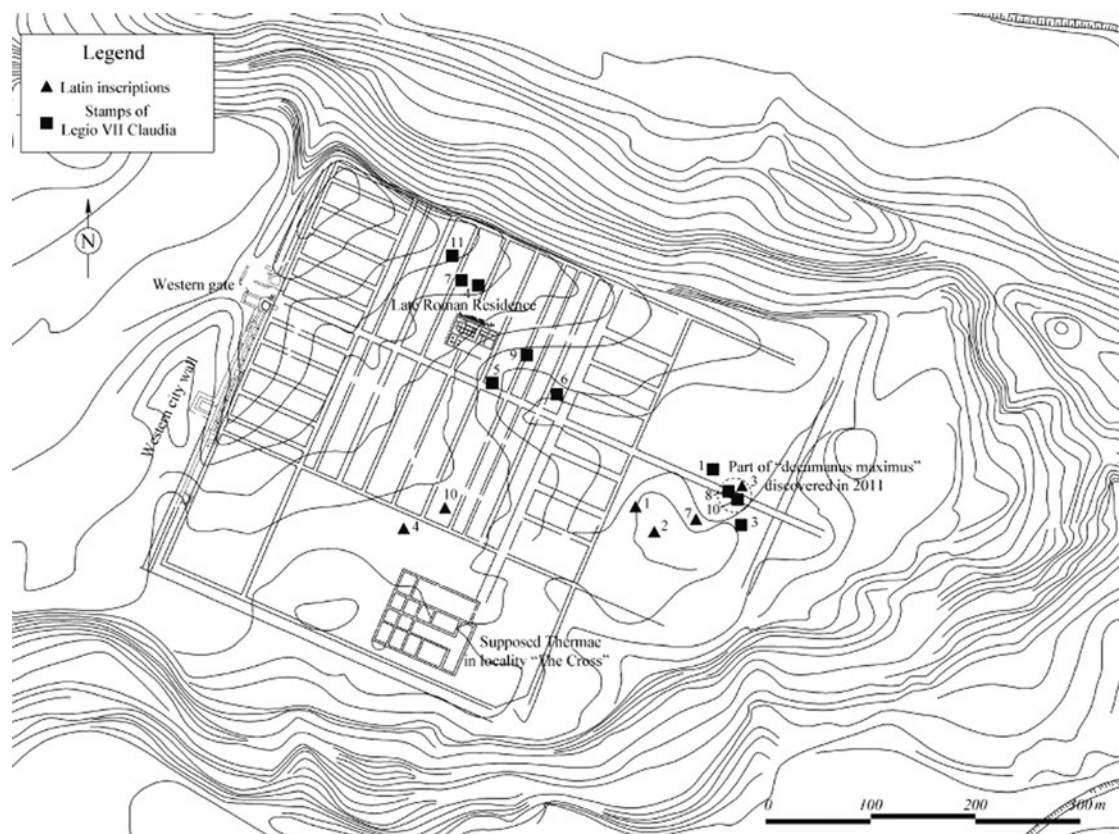 Legend
Latin inscriptions
Stamps of
Legio VII Claudia
N
Western gate
Western city wall
11
7
4
Late Roman Residence
9
5
6
1
Part of "decumanus maximus"
discovered in 2011
3
8
10
3
1
2
7
10
4
Supposed Thermae
in locality "The Cross"
0 100 200 300 m